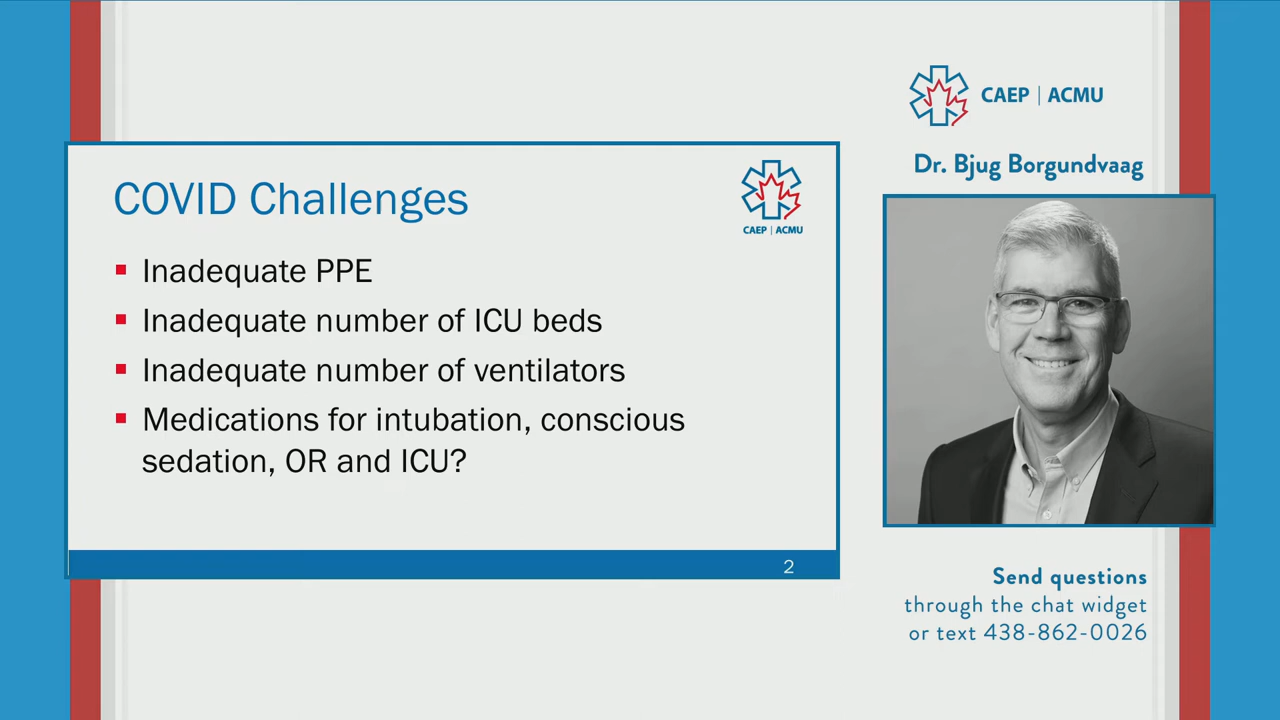 COVID Challenges
CAEP | ACMU
Inadequate PPE
Inadequate number of ICU beds
Inadequate number of ventilators
Medications for intubation, conscious
sedation, OR and ICU?
2
CAEP | ACMU
Dr. Bjug Borgundvaag
Send questions
through the chat widget
or text 438-862-0026